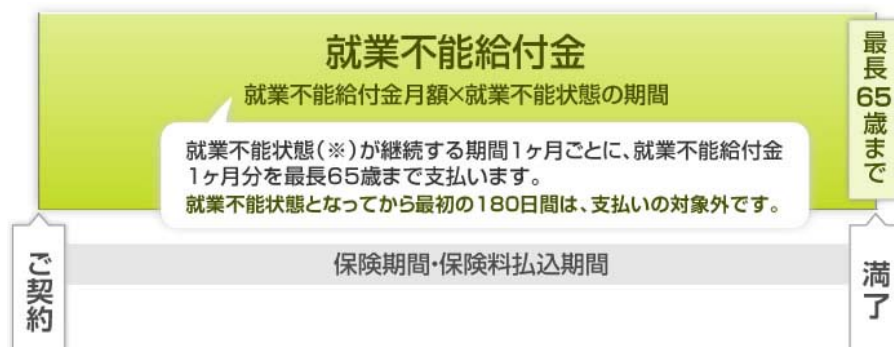 就業不能給付金
就業不能給付金月額×就業不能状態の期間
就業不能状態(※)が継続する期間1ヶ月ごとに、就業不能給付金
1ヶ月分を最長65歳まで支払います。
就業不能状態となってから最初の180日間は、支払いの対象外です。
最長65歳まで
ご契約
保険期間・保険料払込期間
満了